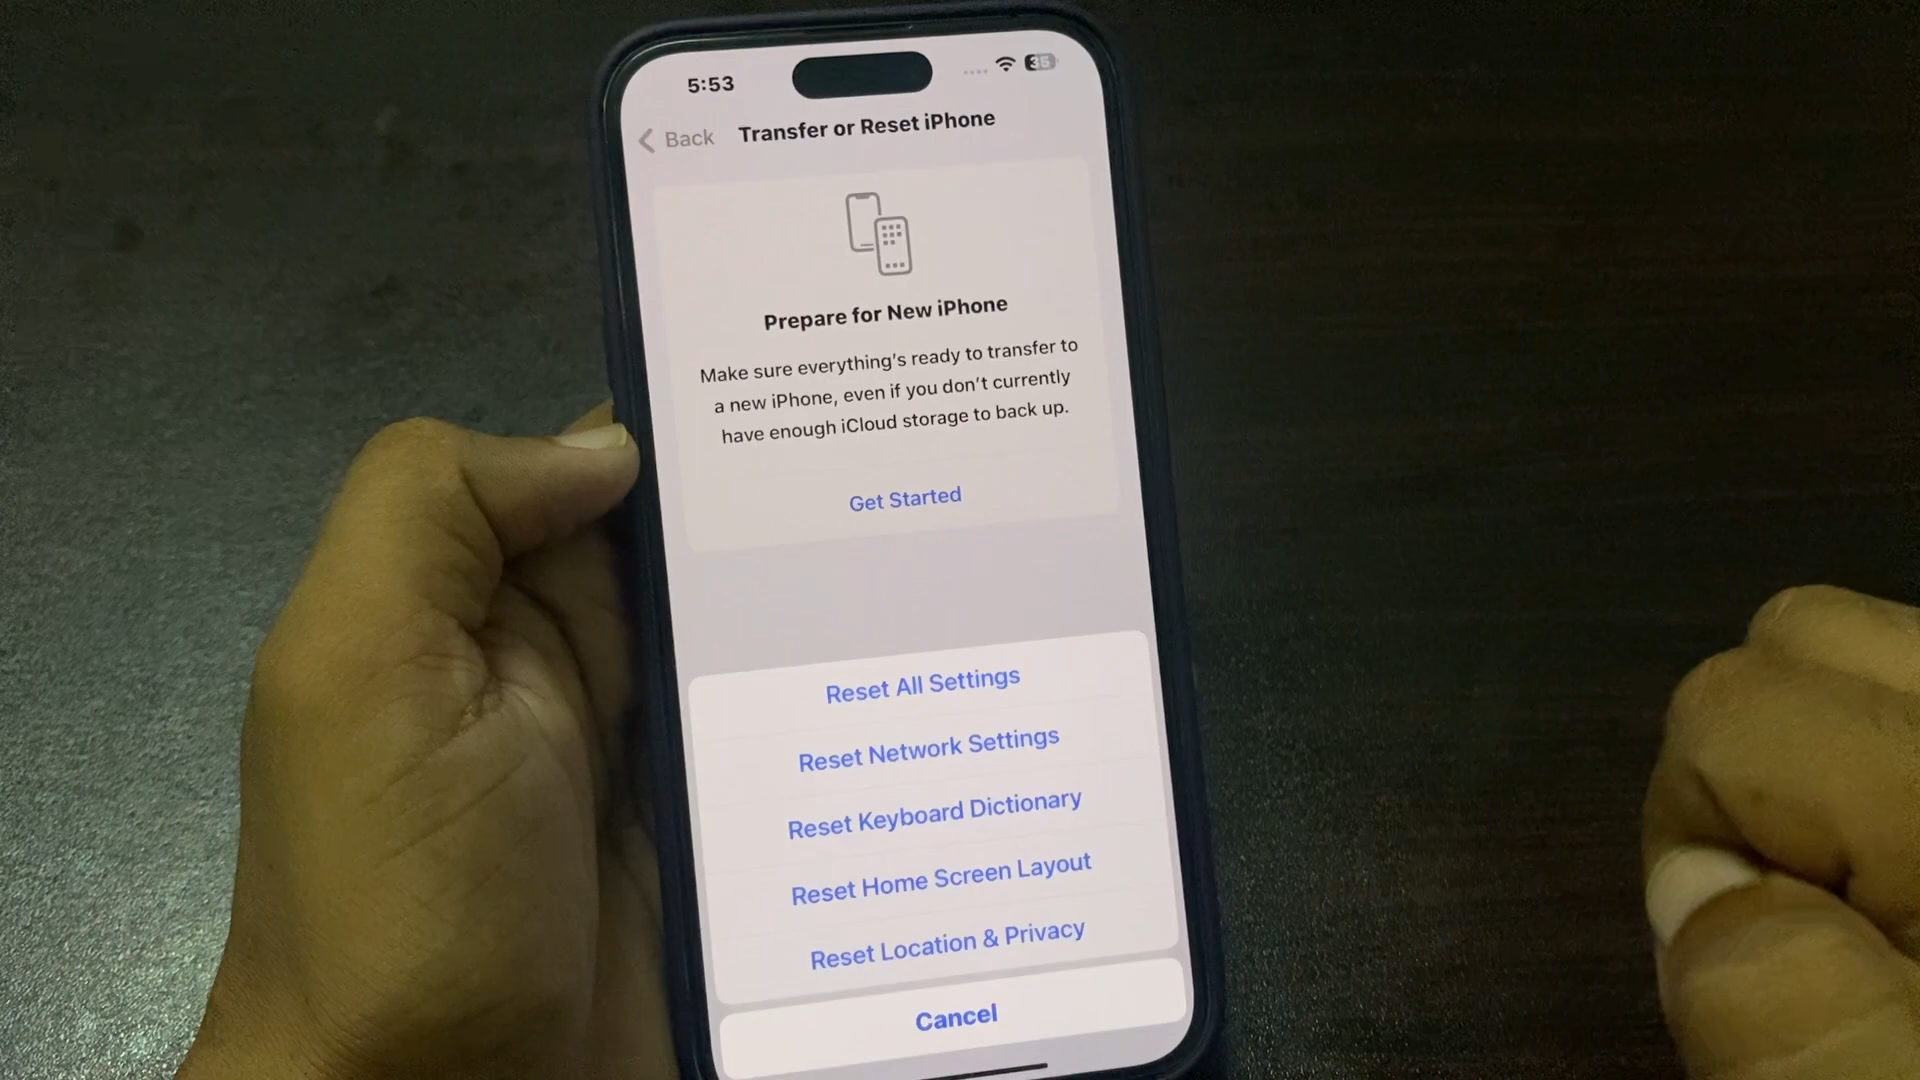 5:53
35
Back
Transfer or Reset iPhone
Prepare for New iPhone
Make sure everything's ready to transfer to
a new iPhone, even if you don't currently
have enough iCloud storage to back up.
Get Started
Reset All Settings
Reset Network Settings
Reset Keyboard Dictionary
Reset Home Screen Layout
Reset Location & Privacy
Cancel